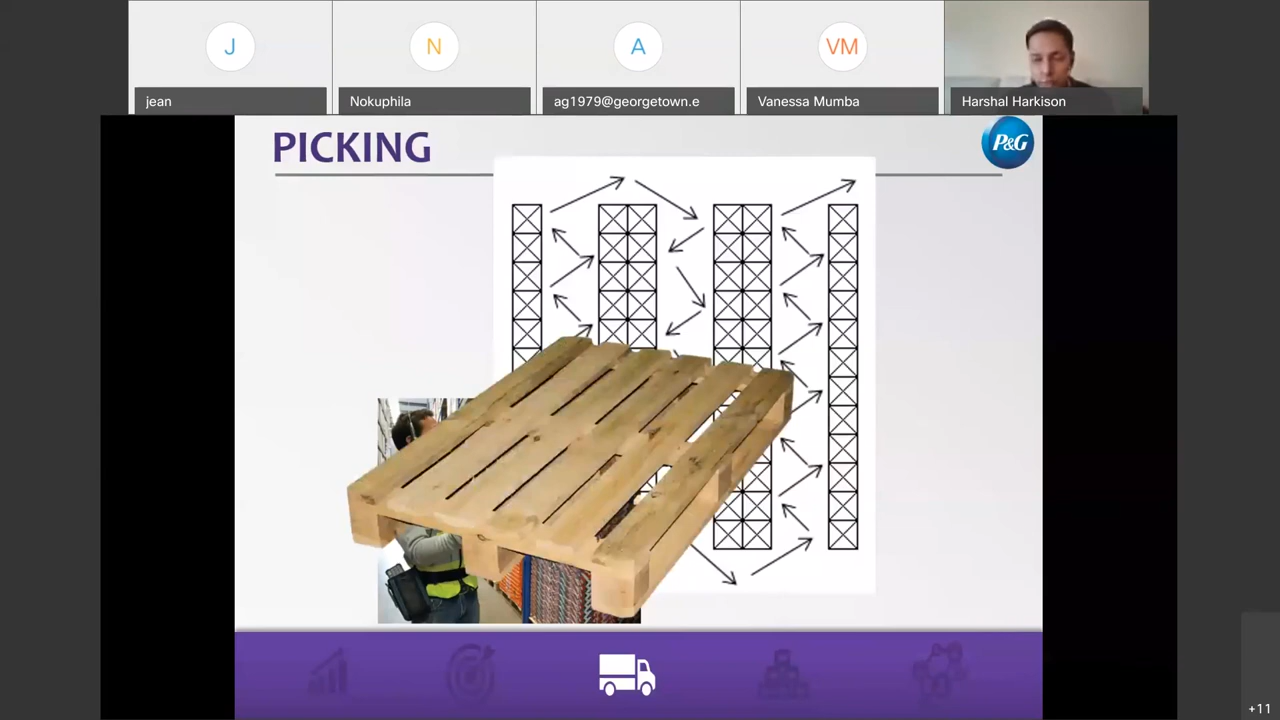 J
N
A
VM
jean
Nokuphila
ag1979@georgetown.e
Vanessa Mumba
Harshal Harkison
PICKING
P&G
+11